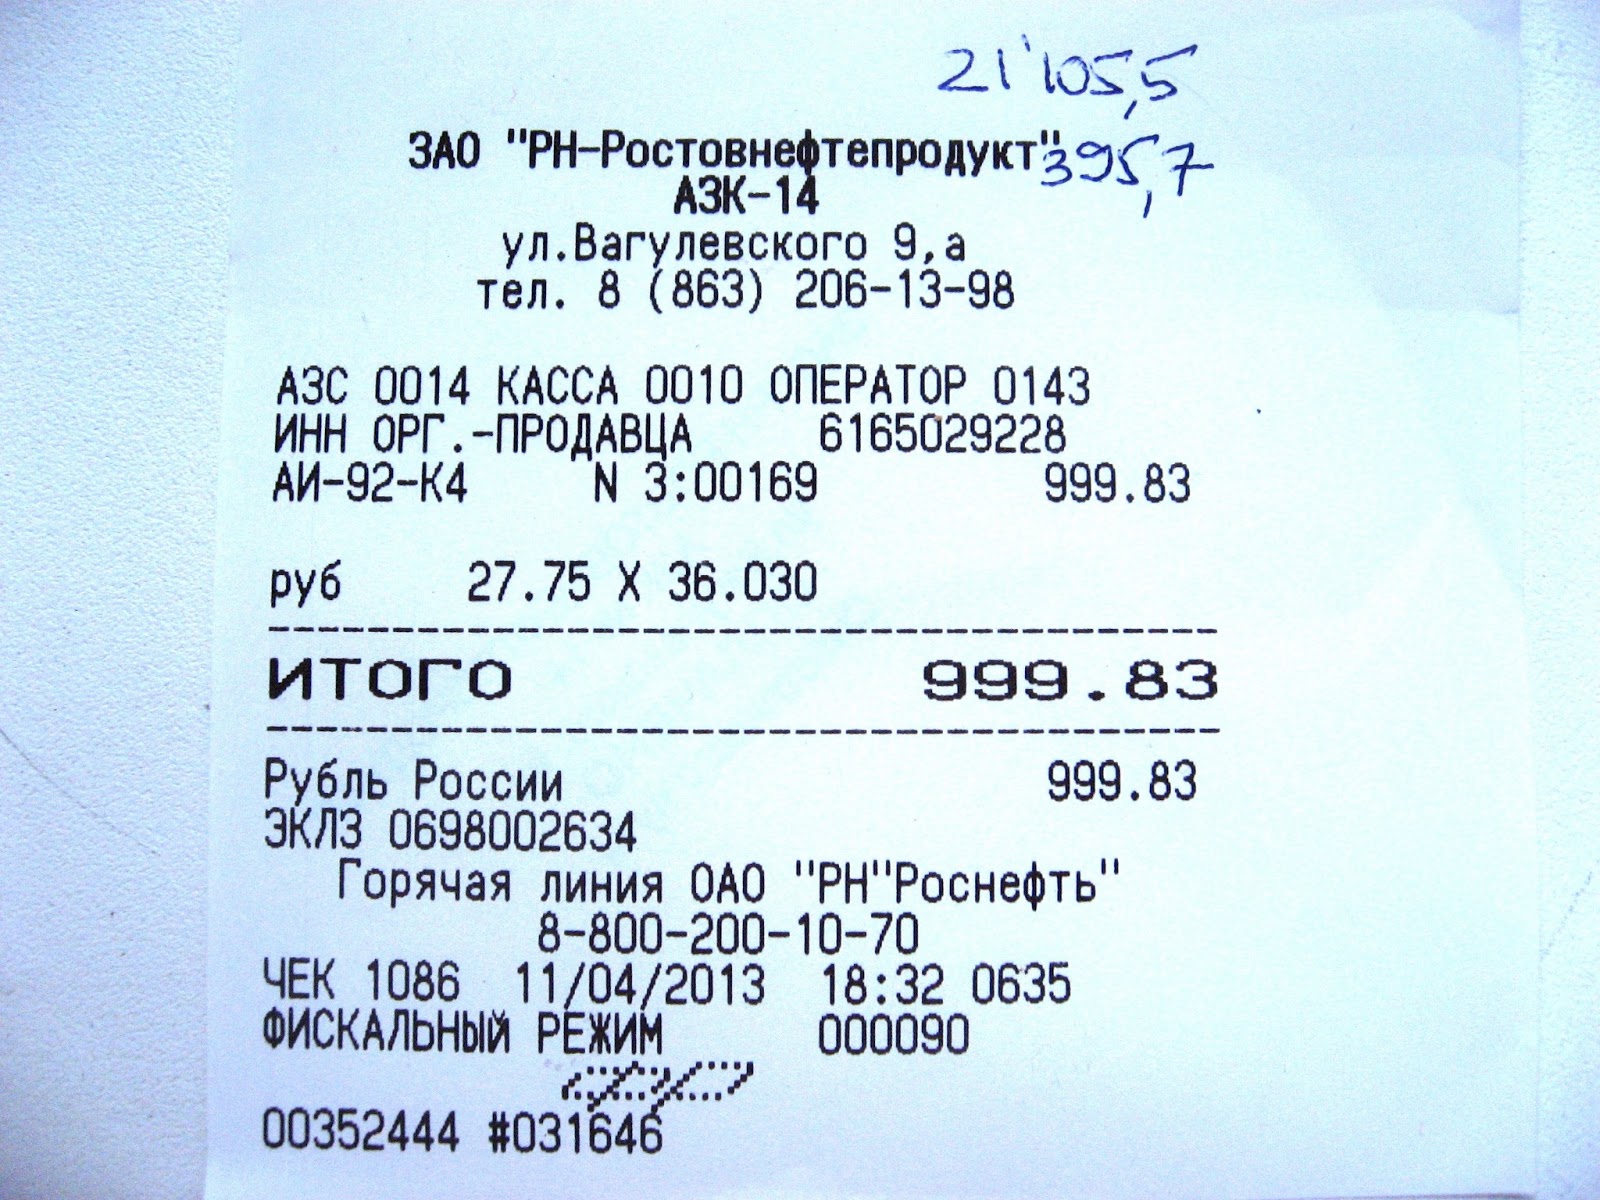 21'105,5
ЗАО "РН-Ростовнефтепродукт"
395,7
АЗК-14
ул.Вагулевского 9,а
тел. 8 (863) 206-13-98
АЗС 0014 КАССА 0010 ОПЕРАТОР 0143
ИНН ОРГ.-ПРОДАВЦА 6165029228
АИ-92-К4 N 3:00169 999.83
руб 27.75 X 36.030
ИТОГО 999.83
Рубль России 999.83
ЭКЛЗ 0698002634
Горячая линия ОАО "РН"Роснефть"
8-800-200-10-70
ЧЕК 1086 11/04/2013 18:32 0635
ФИСКАЛЬНЫЙ РЕЖИМ 000090
00352444 #031646